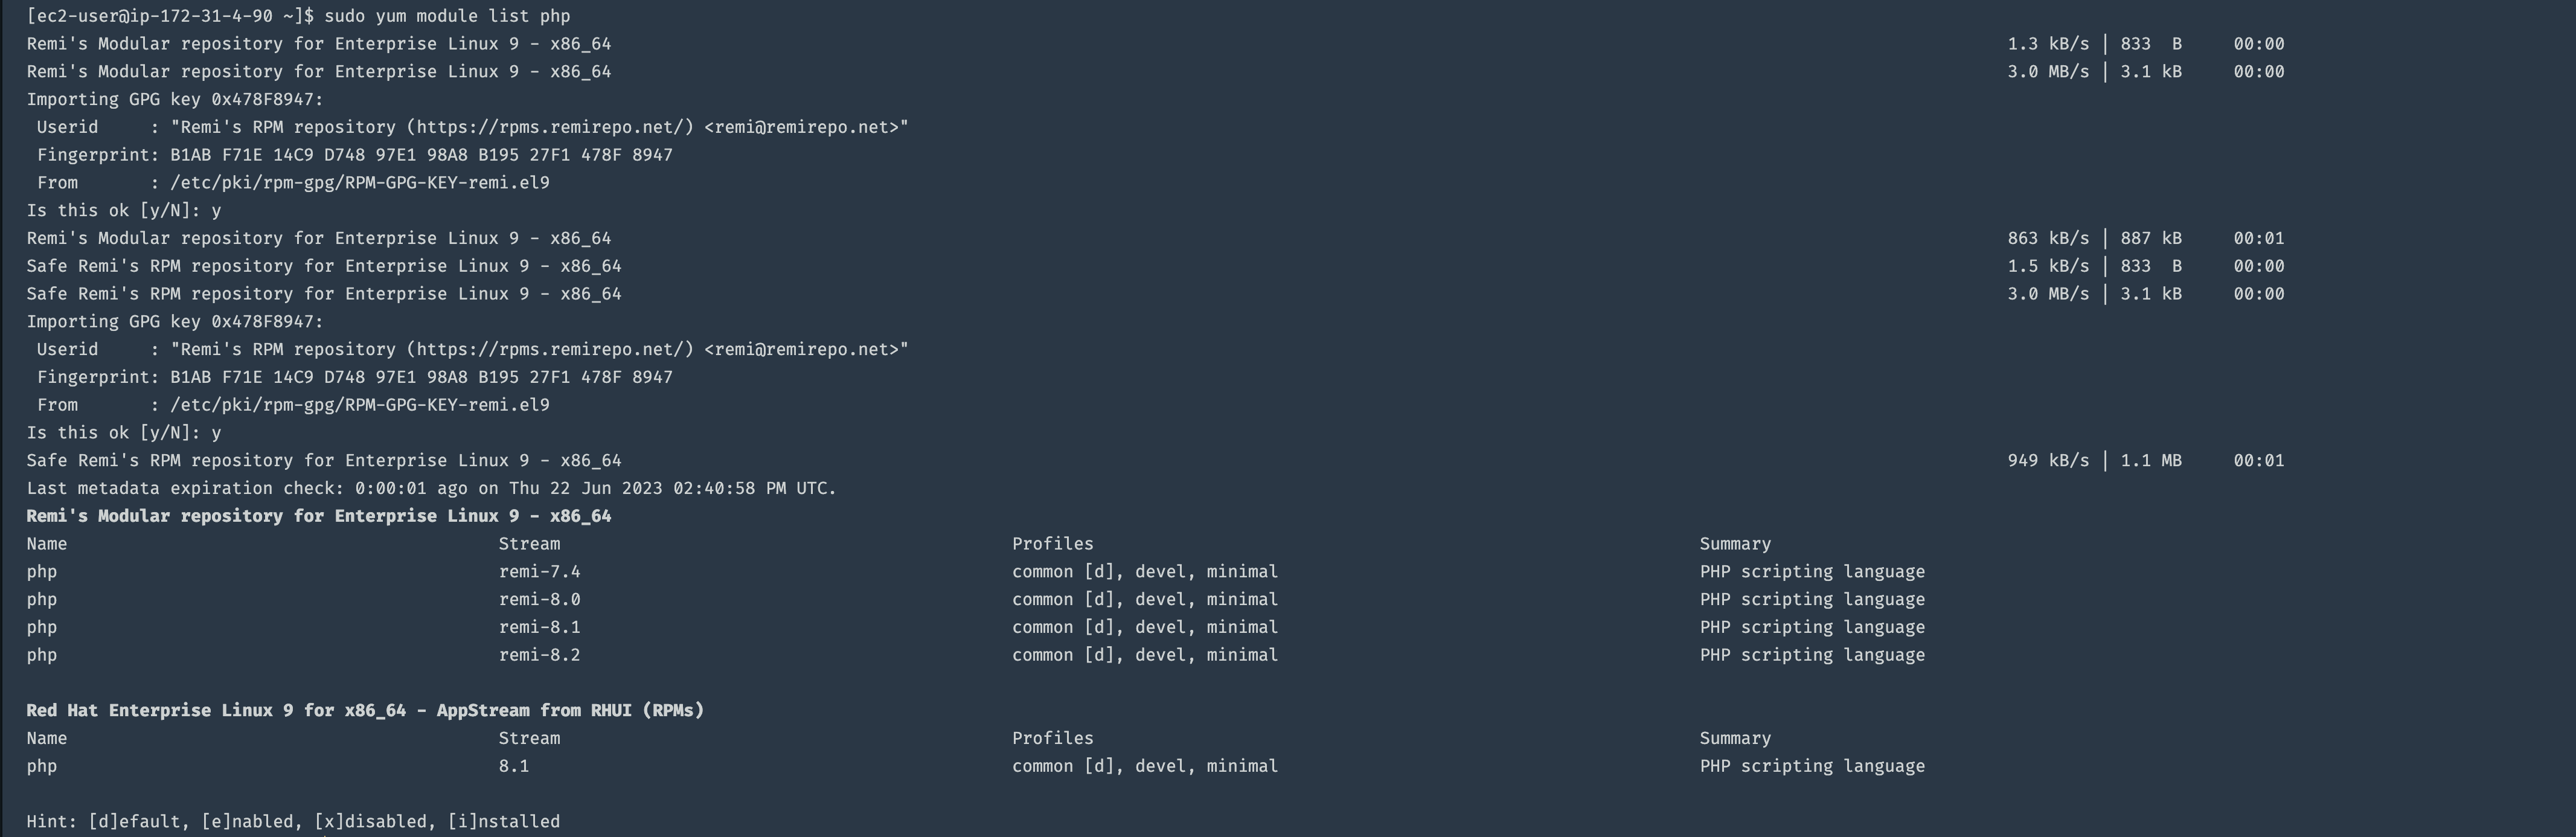 [ec2-user@ip-172-31-4-90 ~]$ sudo yum module list php
Remi's Modular repository for Enterprise Linux 9 - x86_64 1.3 kB/s | 833 B 00:00
Remi's Modular repository for Enterprise Linux 9 - x86_64 3.0 MB/s | 3.1 kB 00:00
Importing GPG key 0x478F8947:
Userid : "Remi's RPM repository (https://rpms.remirepo.net/) <remi@remirepo.net>"
Fingerprint: B1AB F71E 14C9 D748 97E1 98A8 B195 27F1 478F 8947
From : /etc/pki/rpm-gpg/RPM-GPG-KEY-remi.el9
Is this ok [y/N]: y
Remi's Modular repository for Enterprise Linux 9 - x86_64 863 kB/s | 887 kB 00:01
Safe Remi's RPM repository for Enterprise Linux 9 - x86_64 1.5 kB/s | 833 B 00:00
Safe Remi's RPM repository for Enterprise Linux 9 - x86_64 3.0 MB/s | 3.1 kB 00:00
Importing GPG key 0x478F8947:
Userid : "Remi's RPM repository (https://rpms.remirepo.net/) <remi@remirepo.net>"
Fingerprint: B1AB F71E 14C9 D748 97E1 98A8 B195 27F1 478F 8947
From : /etc/pki/rpm-gpg/RPM-GPG-KEY-remi.el9
Is this ok [y/N]: y
Safe Remi's RPM repository for Enterprise Linux 9 - x86_64 949 kB/s | 1.1 MB 00:01
Last metadata expiration check: 0:00:01 ago on Thu 22 Jun 2023 02:40:58 PM UTC.
Remi's Modular repository for Enterprise Linux 9 - x86_64
Name Stream Profiles Summary
php remi-7.4 common [d], devel, minimal PHP scripting language
php remi-8.0 common [d], devel, minimal PHP scripting language
php remi-8.1 common [d], devel, minimal PHP scripting language
php remi-8.2 common [d], devel, minimal PHP scripting language
Red Hat Enterprise Linux 9 for x86_64 - AppStream from RHUI (RPMs)
Name Stream Profiles Summary
php 8.1 common [d], devel, minimal PHP scripting language
Hint: [d]efault, [e]nabled, [x]disabled, [i]nstalled